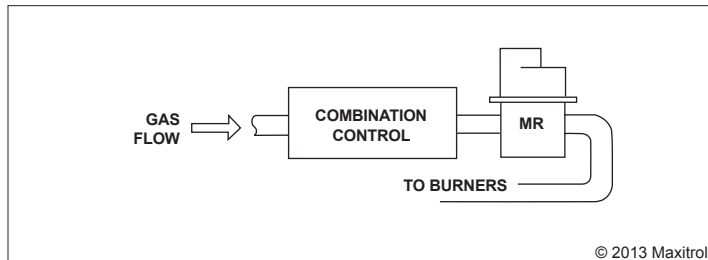 GAS
FLOW
COMBINATION
CONTROL
MR
TO BURNERS
© 2013 Maxitrol